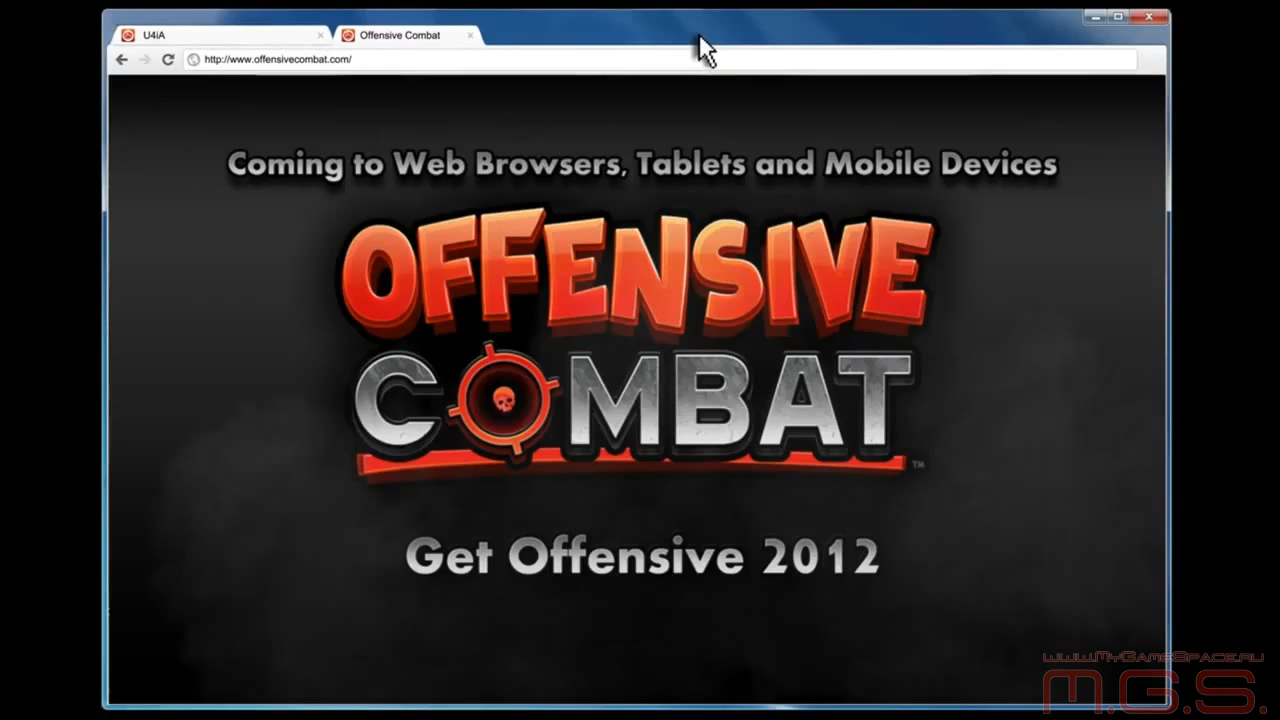 U4iA
Offensive Combat
http://www.offensivecombat.com/
Coming to Web Browsers, Tablets and Mobile Devices
OFFENSIVE
COMBAT
TM
Get Offensive 2012
www.MyGameSpace.ru
M.G.S.